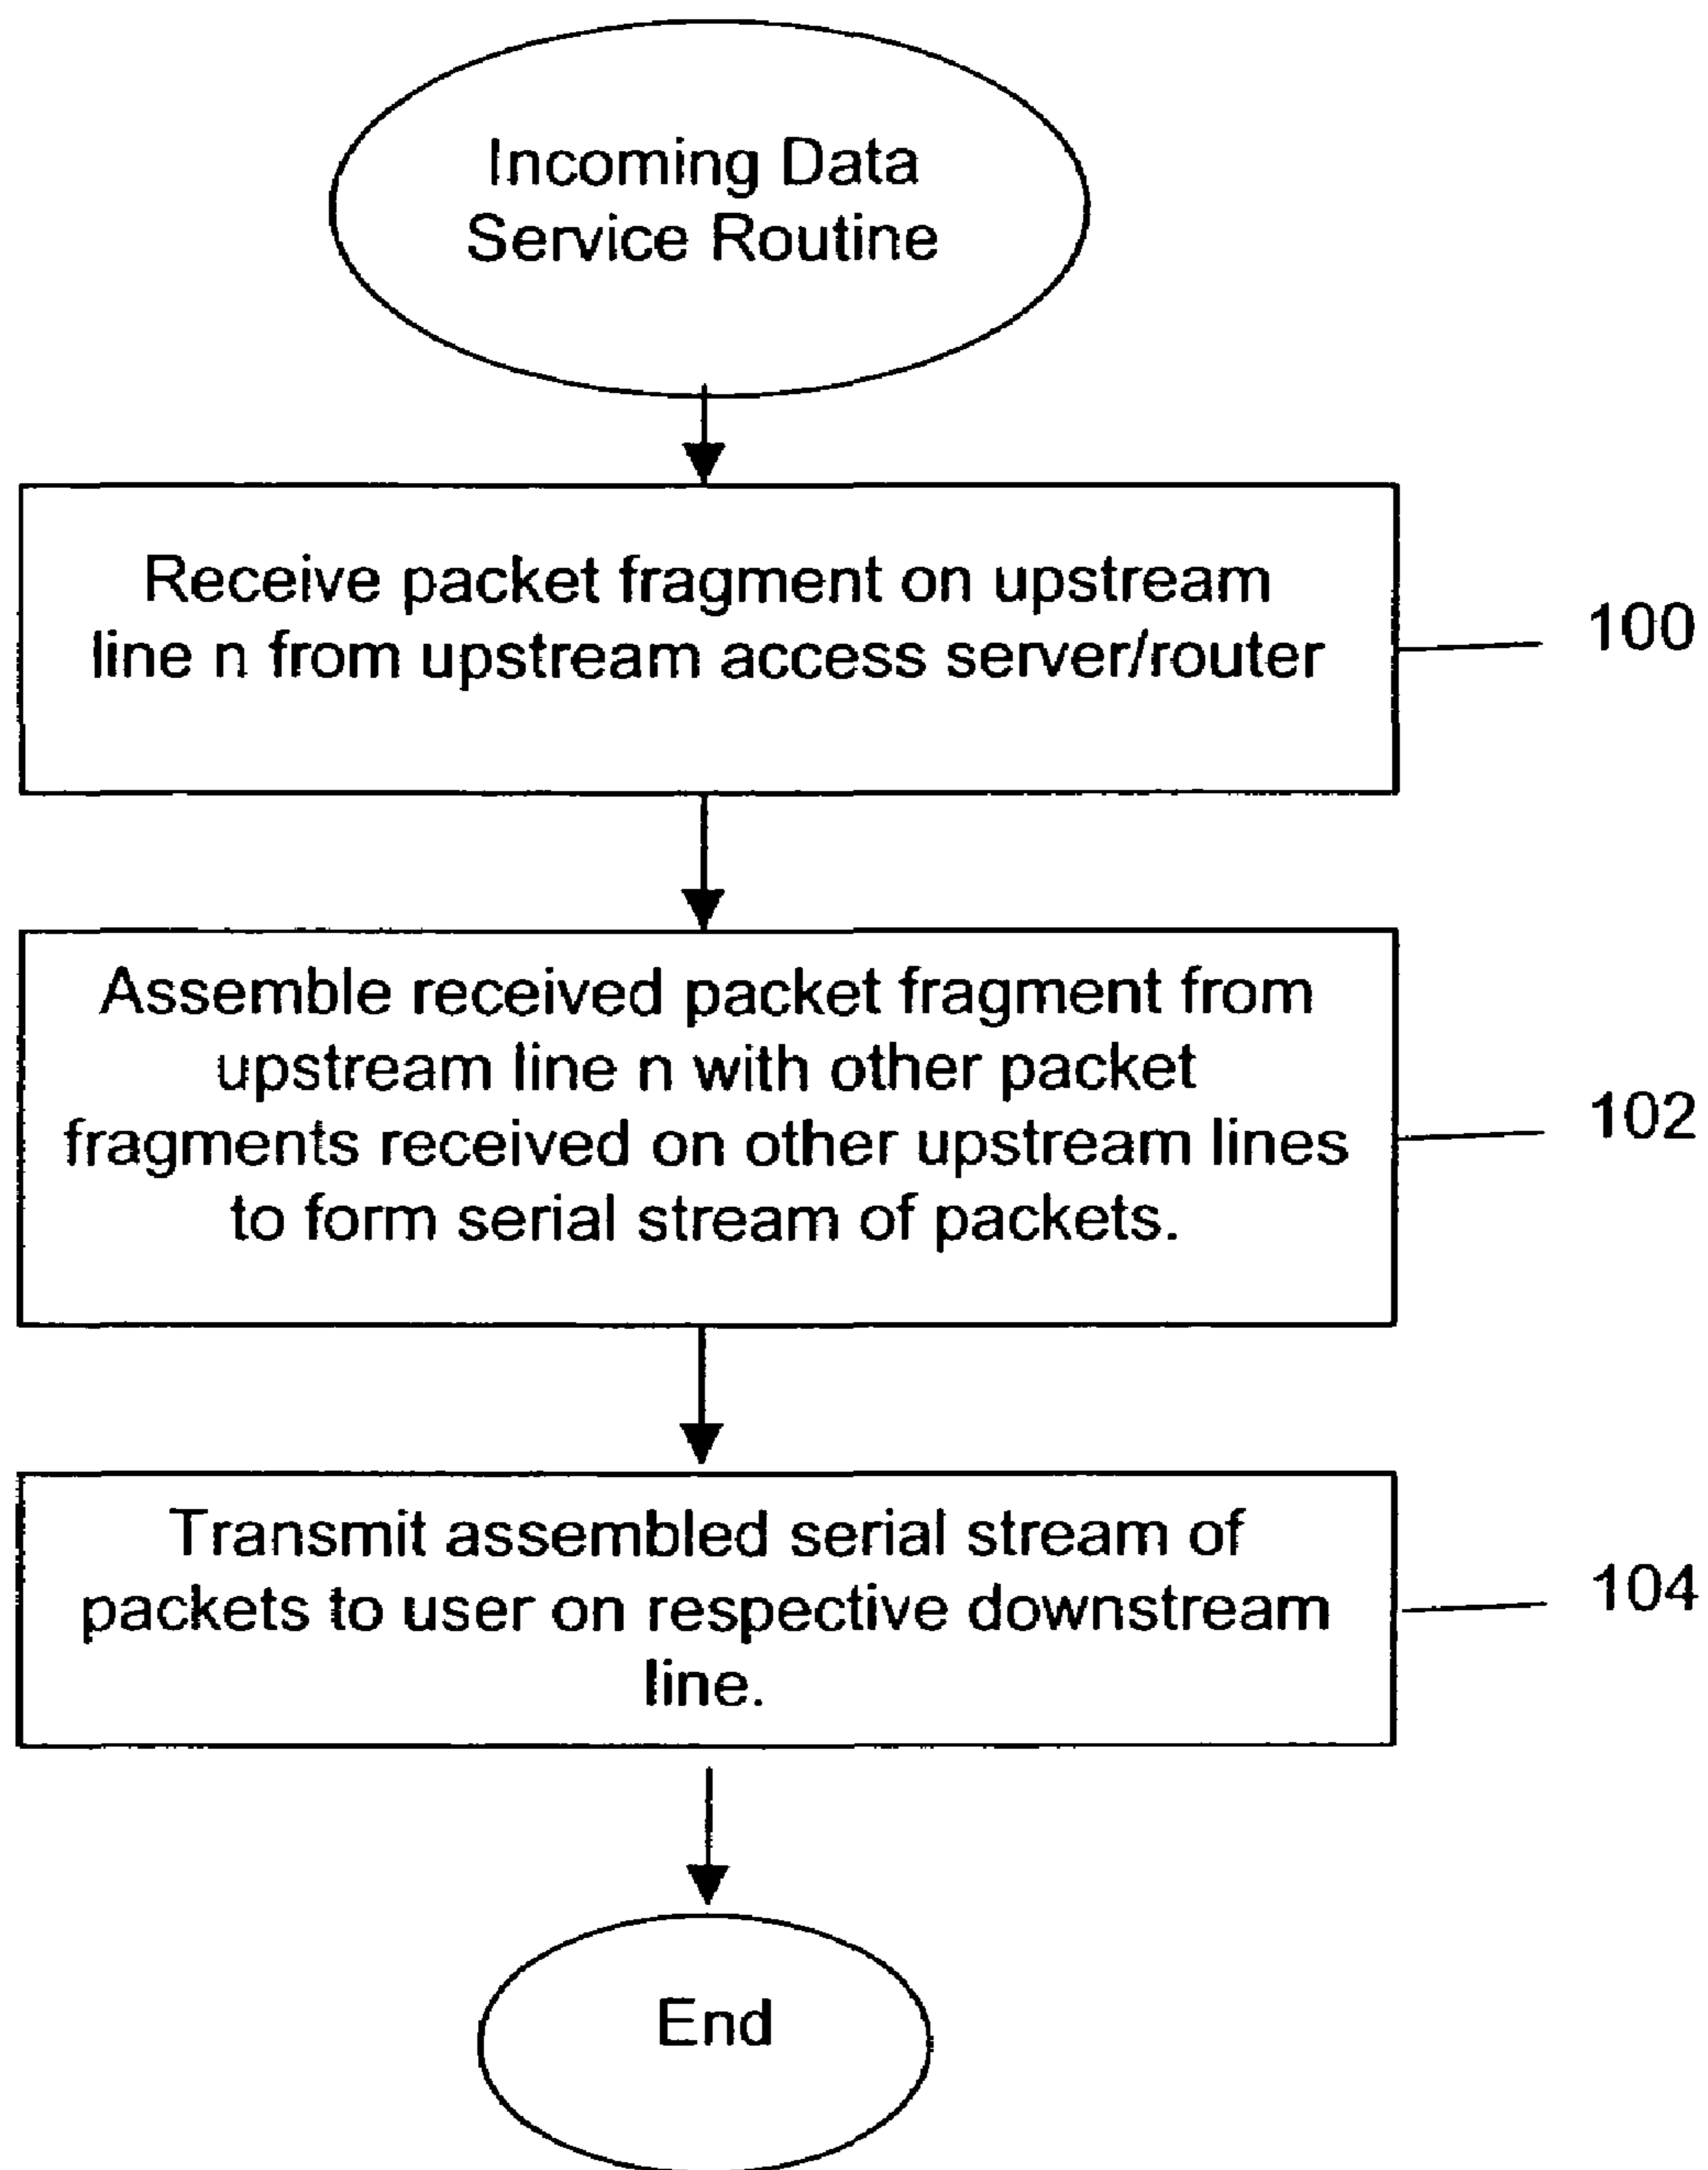 Incoming Data
Service Routine
Receive packet fragment on upstream
line n from upstream access server/router
100
Assemble received packet fragment from
upstream line n with other packet
fragments received on other upstream lines
to form serial stream of packets.
102
Transmit assembled serial stream of
packets to user on respective downstream
line.
104
End